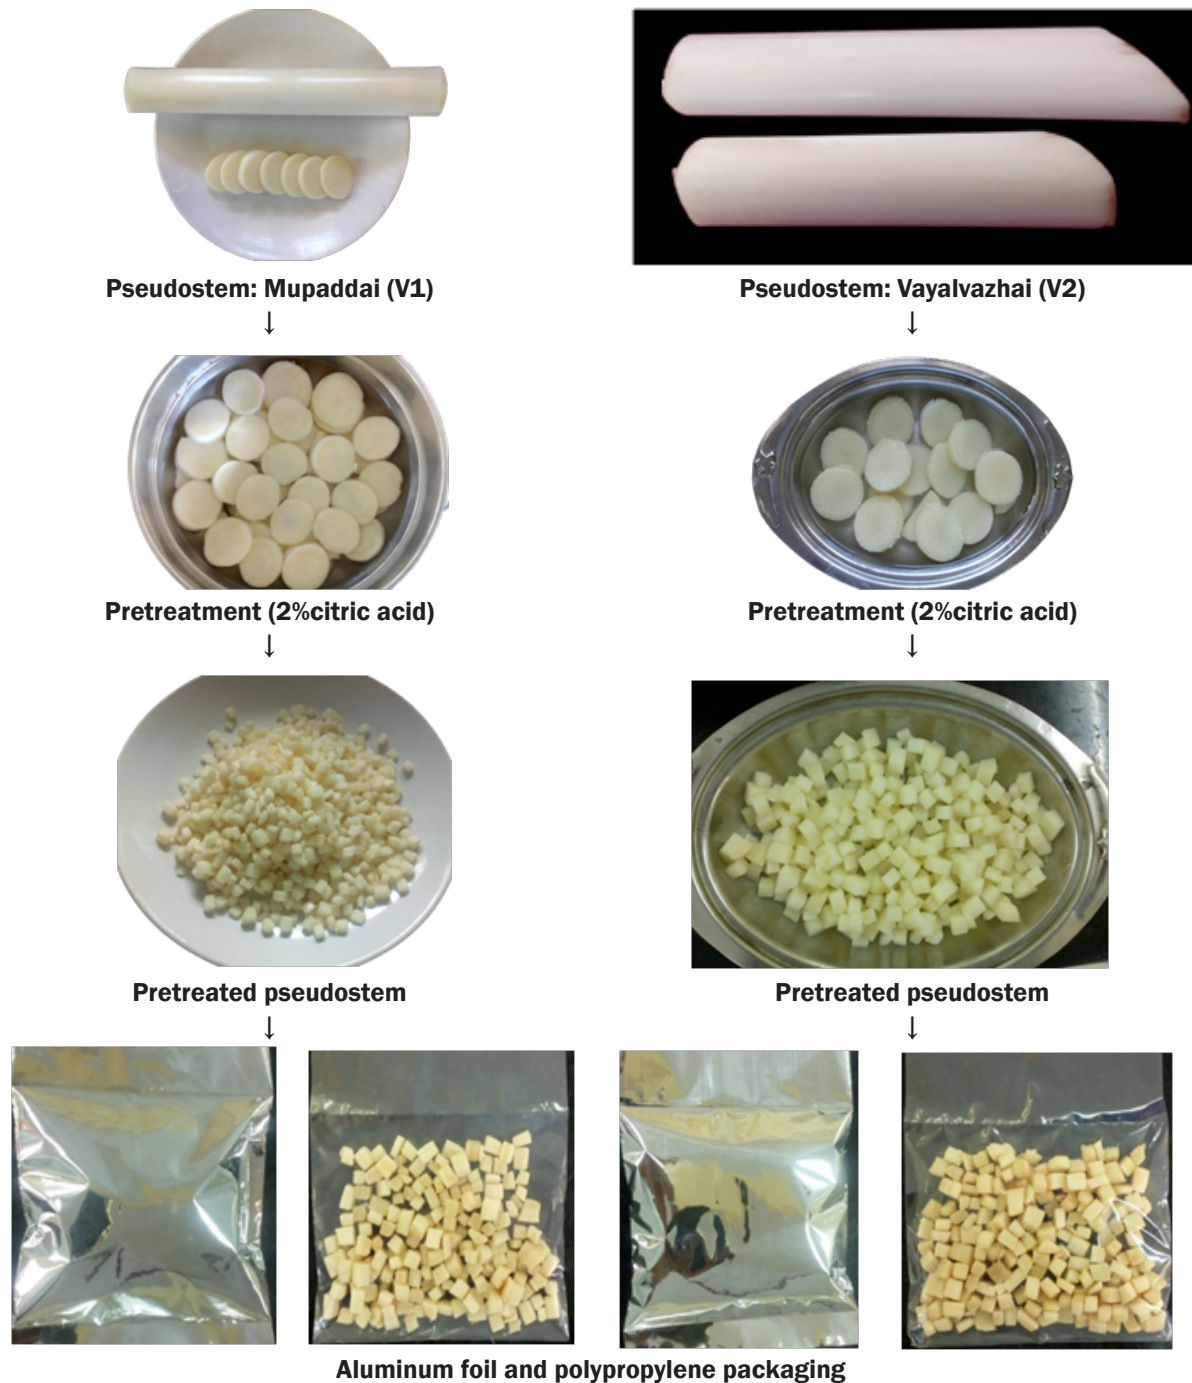 Pseudostem: Mupaddai (V1)
Pseudostem: Vayalvazhai (V2)
↓
↓
Pretreatment (2%citric acid)
Pretreatment (2%citric acid)
↓
↓
Pretreated pseudostem
Pretreated pseudostem
↓
↓
Aluminum foil and polypropylene packaging